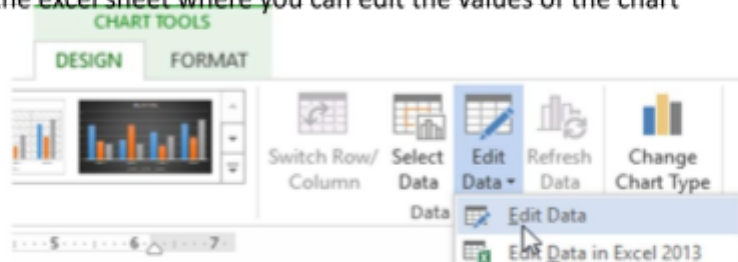 the excel sheet where you can edit the values of the chart
CHART TOOLS
DESIGN FORMAT
Switch Row/ Column
Select Data
Edit Data
Refresh Data
Change Chart Type
Data
Edit Data
Edit Data in Excel 2013
5 6 7